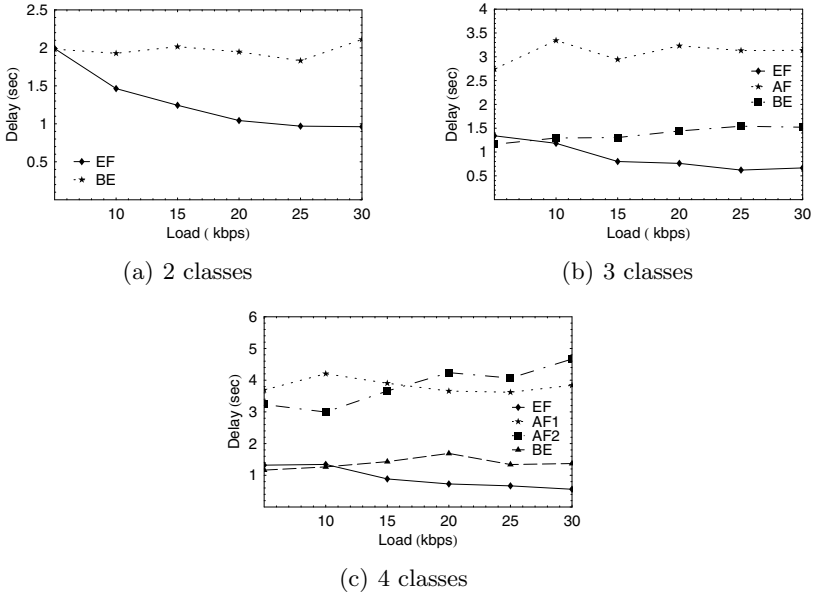 2.5
2
1.5
1
0.5
Delay (sec)
EF
BE
10 15 20 25 30
Load ( kbps)
(a) 2 classes
4
3.5
3
2.5
2
1.5
1
0.5
Delay (sec)
EF
AF
BE
10 15 20 25 30
Load ( kbps)
(b) 3 classes
6
5
4
3
2
1
Delay (sec)
EF
AF1
AF2
BE
10 15 20 25 30
Load (kbps)
(c) 4 classes